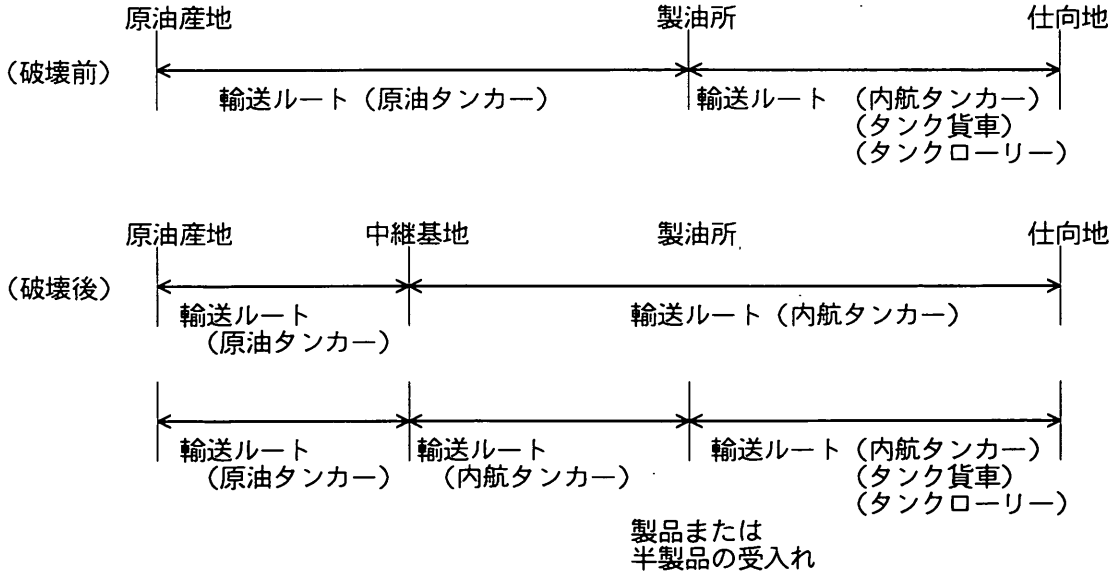 原油産地 製油所 仕向地
（破壊前）
輸送ルート（原油タンカー） 輸送ルート （内航タンカー）
（タンク貨車）
（タンクローリー）
原油産地 中継基地 製油所 仕向地
（破壊後）
輸送ルート 輸送ルート（内航タンカー）
（原油タンカー）
輸送ルート 輸送ルート 輸送ルート （内航タンカー）
（原油タンカー） （内航タンカー） （タンク貨車）
（タンクローリー）
製品または
半製品の受入れ